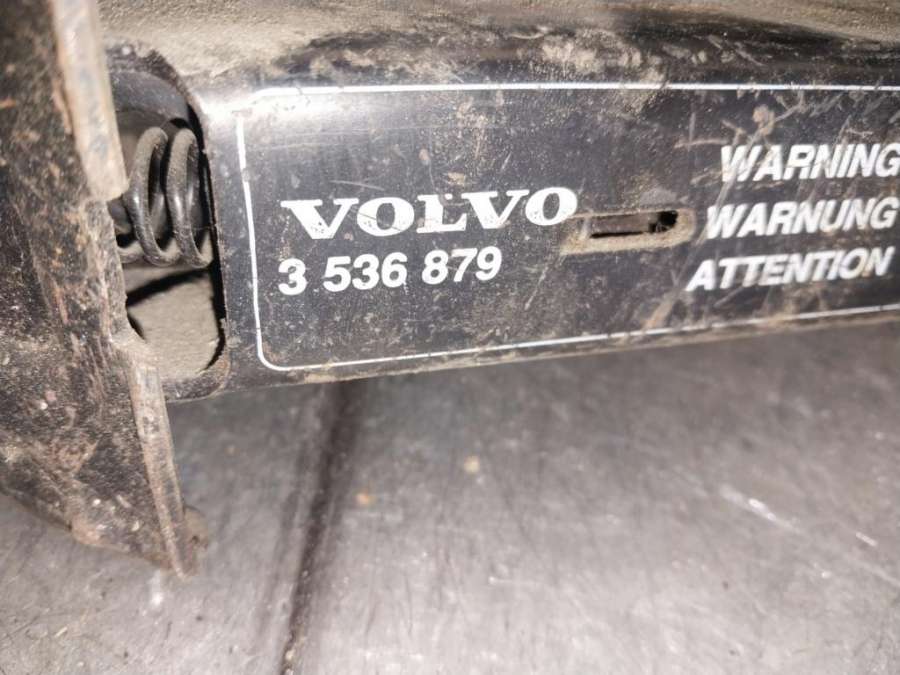 VOLVO
3 536 879
WARNING
WARNUNG
ATTENTION